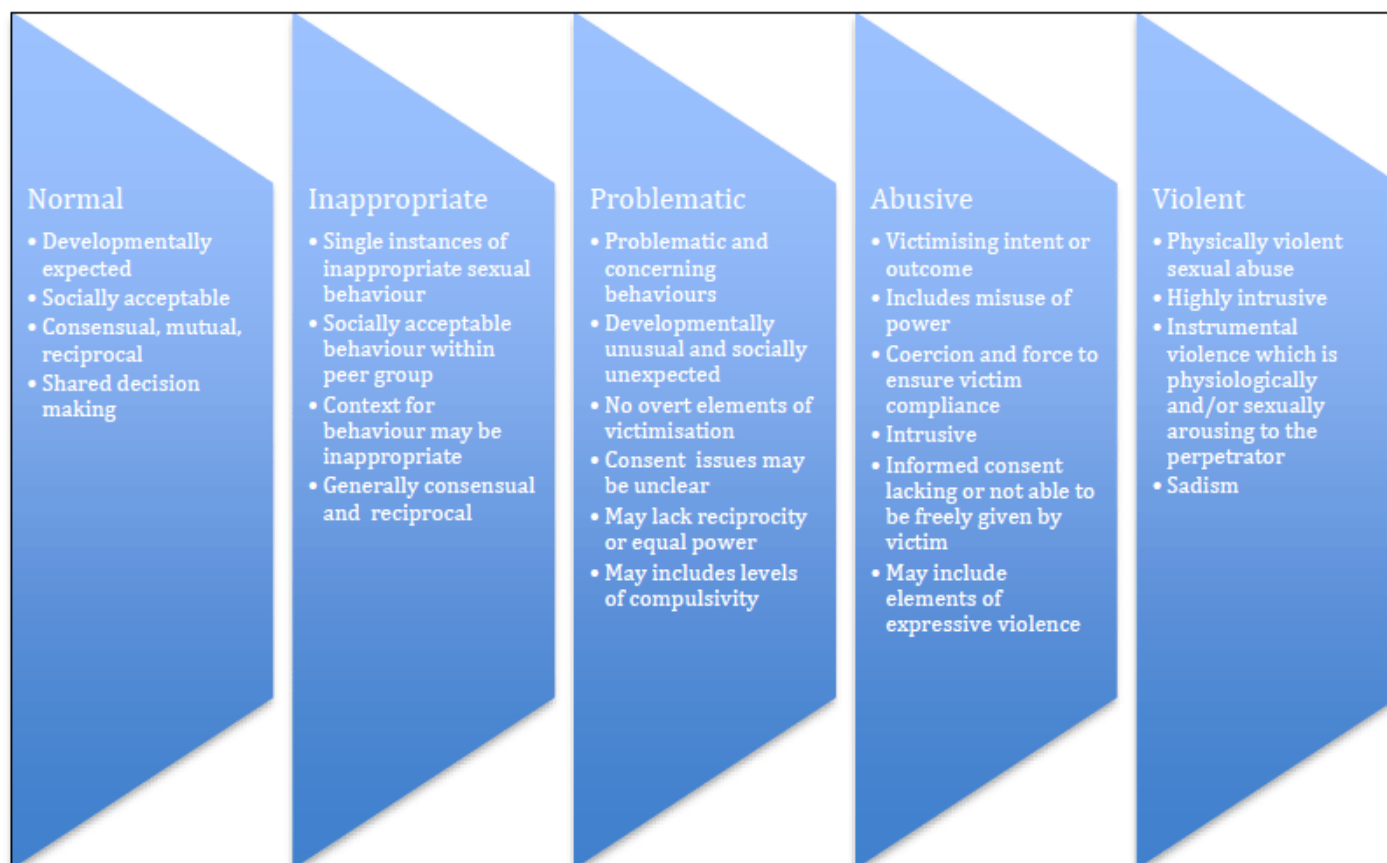 Normal
• Developmentally
expected
• Socially acceptable
• Consensual, mutual,
reciprocal
• Shared decision
making
Inappropriate
• Single instances of
inappropriate sexual
behaviour
• Socially acceptable
behaviour within
peer group
• Context for
behaviour may be
inappropriate
• Generally consensual
and reciprocal
Problematic
• Problematic and
concerning
behaviours
• Developmentally
unusual and socially
unexpected
• No overt elements of
victimisation
• Consent issues may
be unclear
• May lack reciprocity
or equal power
• May includes levels
of compulsivity
Abusive
• Victimising intent or
outcome
• Includes misuse of
power
• Coercion and force to
ensure victim
compliance
• Intrusive
• Informed consent
lacking or not able to
be freely given by
victim
• May include
elements of
expressive violence
Violent
• Physically violent
sexual abuse
• Highly intrusive
• Instrumental
violence which is
physiologically
and/or sexually
arousing to the
perpetrator
• Sadism